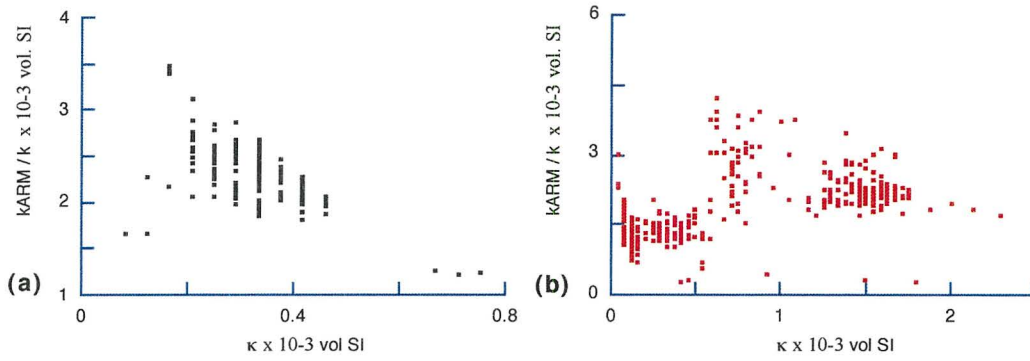 4
3
2
1
kARM / k x 10-3 vol. SI
(a)
0
0.4
0.8
κ x 10-3 vol SI
6
3
0
kARM / k x 10-3 vol. SI
(b)
0
1
2
κ x 10-3 vol SI